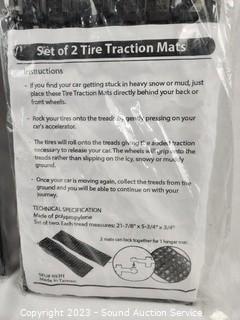 Set of 2 Tire Traction Mats
Instructions
- If you find your car getting stuck in heavy snow or mud, just
place these Tire Traction Mats directly behind your back or
front wheels.
- Rock your tires onto the treads by gently pressing on your
car's accelerator.
- The tires will roll onto the treads giving the added traction
necessary to release your car. The wheels will grip onto the
treads rather than slipping on the icy, snowy or muddy
ground.
- Once your car is moving again, collect the treads from the
ground and you will be able to continue on with your
journey.
TECHNICAL SPECIFICATION
Made of polypropylene
Set of two. Each tread measures: 21-7/8" x 5-3/4" x 3/4"
2 mats can lock together for 1 longer mat.
Made in Taiwan
Copyright 2023 - Sound Auction Service